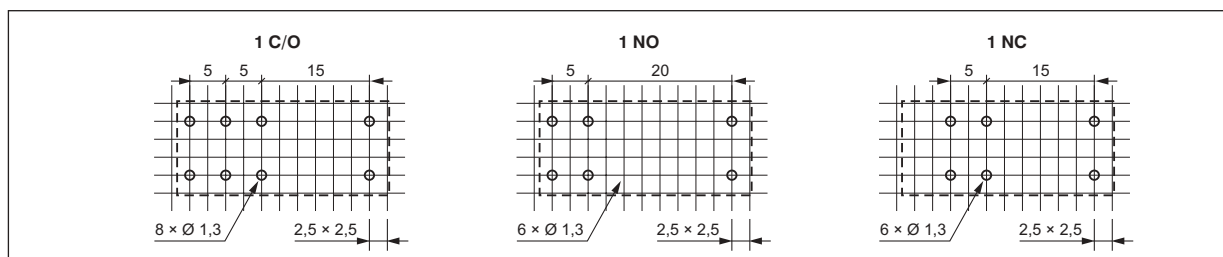 1 C/O
1 NO
1 NC
5 5 15
5 20
5 15
8 × Ø 1,3
2,5 × 2,5
6 × Ø 1,3
2,5 × 2,5
6 × Ø 1,3
2,5 × 2,5